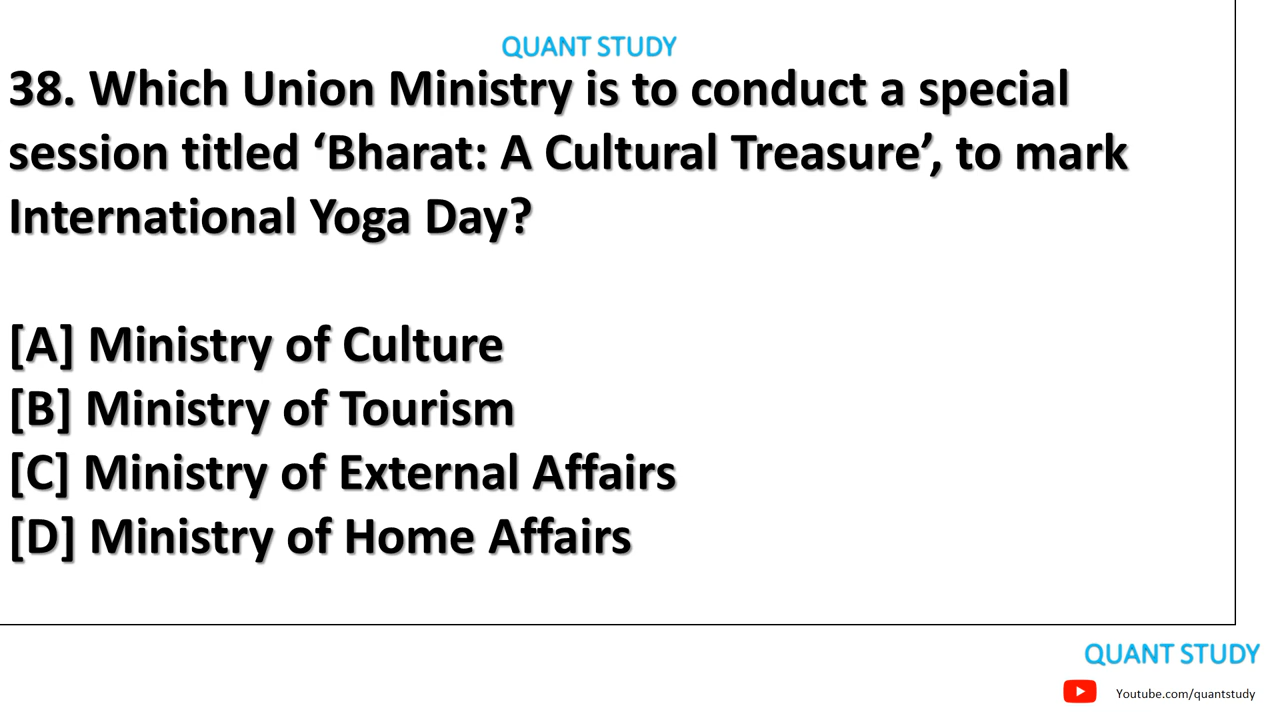 QUANT STUDY
38. Which Union Ministry is to conduct a special
session titled ‘Bharat: A Cultural Treasure’, to mark
International Yoga Day?
[A] Ministry of Culture
[B] Ministry of Tourism
[C] Ministry of External Affairs
[D] Ministry of Home Affairs
QUANT STUDY
Youtube.com/quantstudy